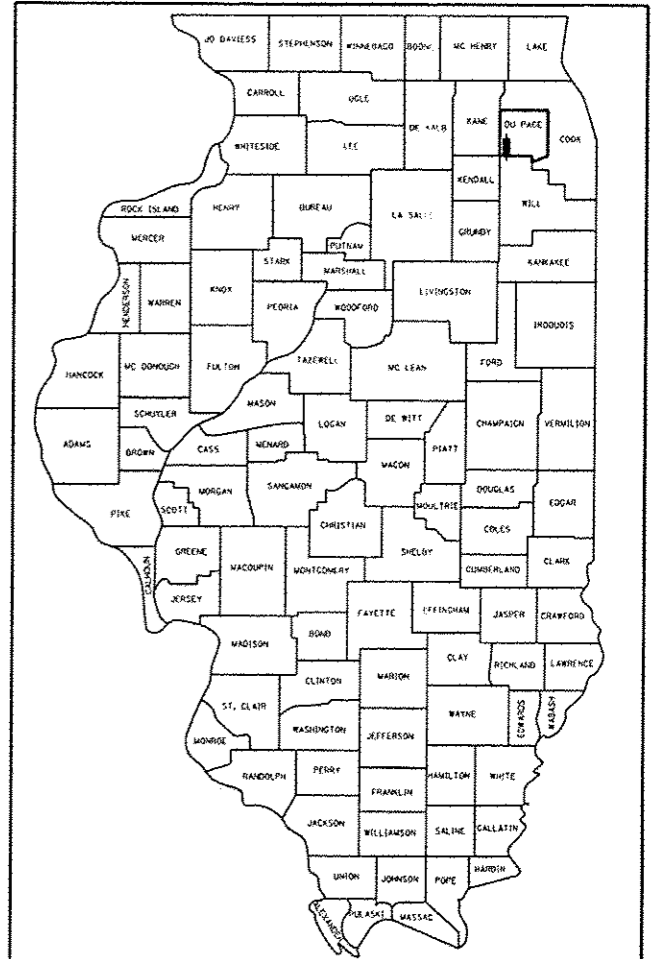 JO DAVIESS STEPHENSON WINNEBAGO BOONE MC HENRY LAKE
CARROLL OGLE DE KALB KANE DU PAGE COOK
WHITESIDE LEE
KENDALL
ROCK ISLAND HENRY BUREAU LA SALLE GRUNDY WILL
MERCER PUTNAM
STARK MARSHALL KANKAKEE
HENDERSON WARREN KNOX PEORIA WOODFORD LIVINGSTON
IROQUOIS
HANCOCK MC DONOUGH FULTON TAZEWELL MC LEAN FORD
MASON
SCHUYLER LOGAN DE WITT CHAMPAIGN VERMILION
ADAMS BROWN CASS MENARD PIATT
MACON
MORGAN SANGAMON DOUGLAS
PIKE SCOTT CHRISTIAN MOULTRIE EDGAR
COLES
GREENE SHELBY
CALHOUN MACOUPIN MONTGOMERY CUMBERLAND CLARK
JERSEY
FAYETTE EFFINGHAM JASPER CRAWFORD
MADISON BOND
CLAY RICHLAND LAWRENCE
CLINTON MARION
ST. CLAIR WAYNE EDWARDS WABASH
WASHINGTON
MONROE JEFFERSON
RANDOLPH PERRY HAMILTON WHITE
FRANKLIN
JACKSON WILLIAMSON SALINE GALLATIN
UNION JOHNSON POPE HARDIN
ALEXANDER PULASKI MASSAC